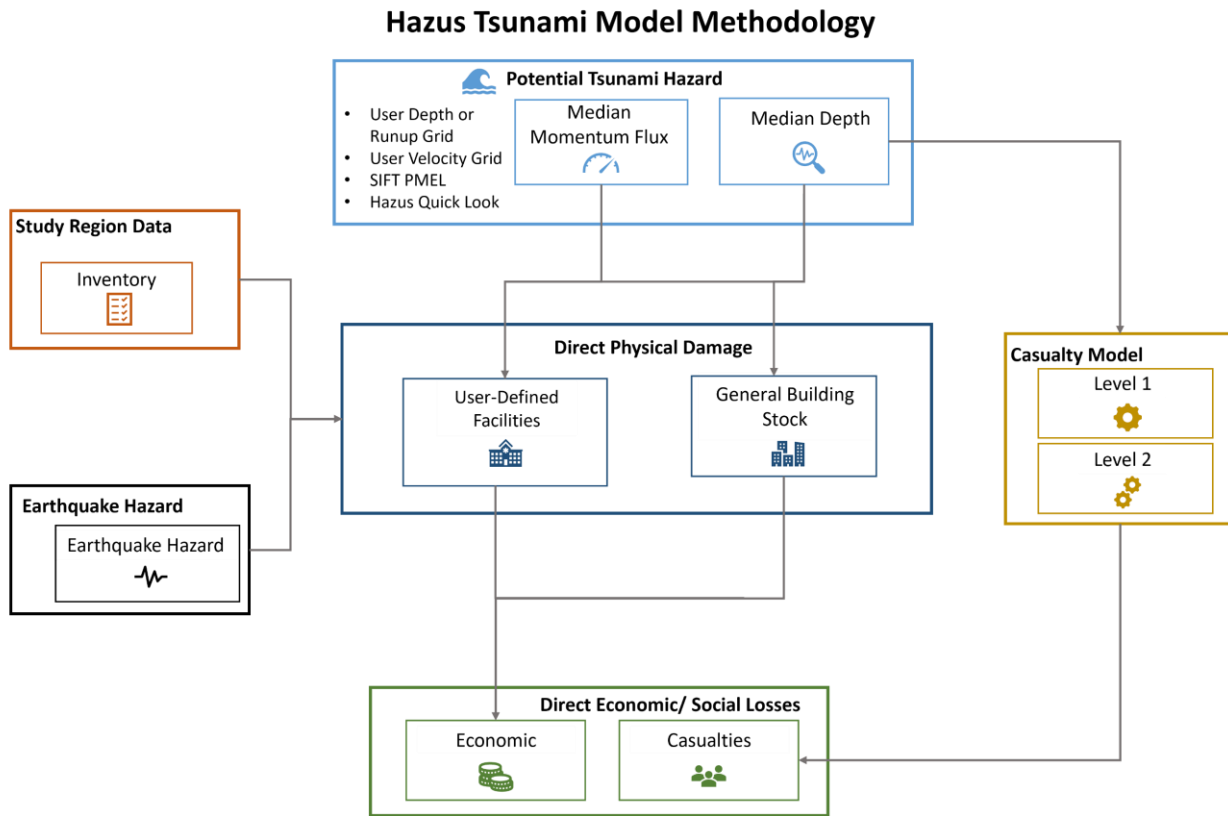 Hazus Tsunami Model Methodology
Potential Tsunami Hazard
• User Depth or
Runup Grid
• User Velocity Grid
• SIFT PMEL
• Hazus Quick Look
Median
Momentum Flux
Median Depth
Study Region Data
Inventory
Direct Physical Damage
User-Defined
Facilities
General Building
Stock
Casualty Model
Level 1
Level 2
Earthquake Hazard
Earthquake Hazard
Direct Economic/ Social Losses
Economic
Casualties